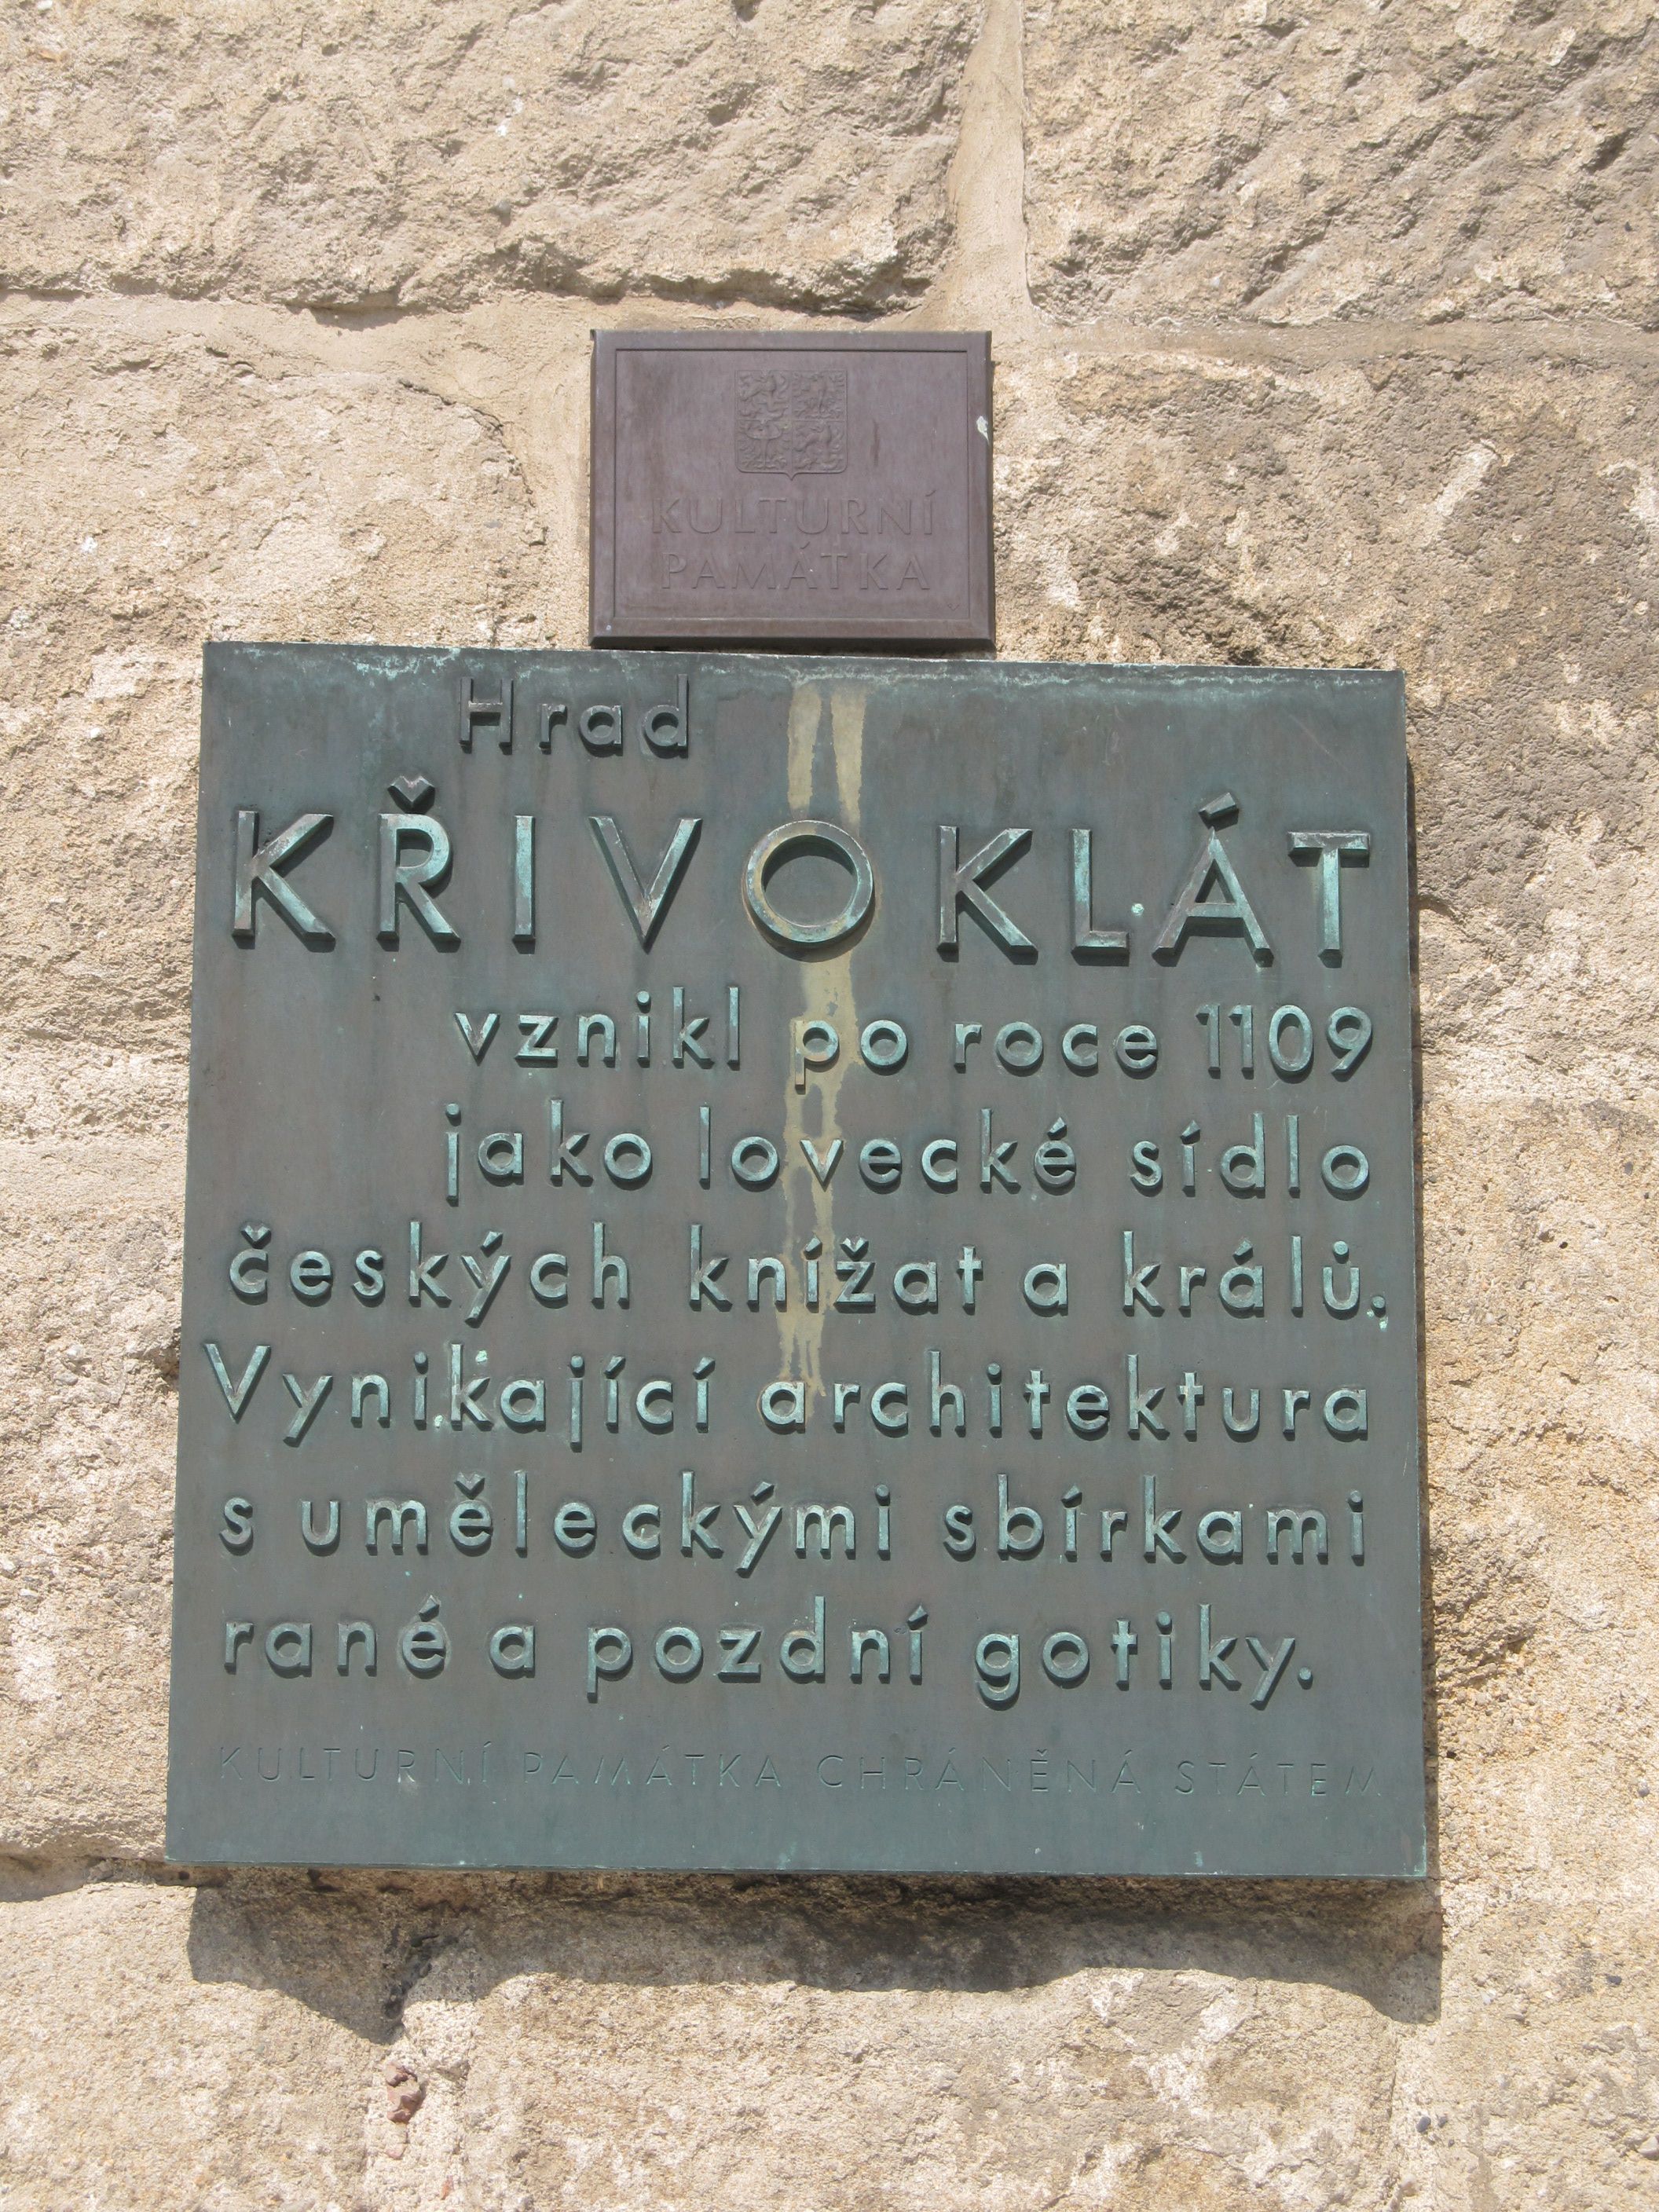 KULTURNÍ
PAMÁTKA
Hrad
KŘIVOKLÁT
vznikl po roce 1109
jako lovecké sídlo
českých knížat a králů.
Vynikající architektura
s uměleckými sbírkami
rané a pozdní gotiky.
KULTURNÍ PAMÁTKA CHRÁNĚNÁ STÁTEM